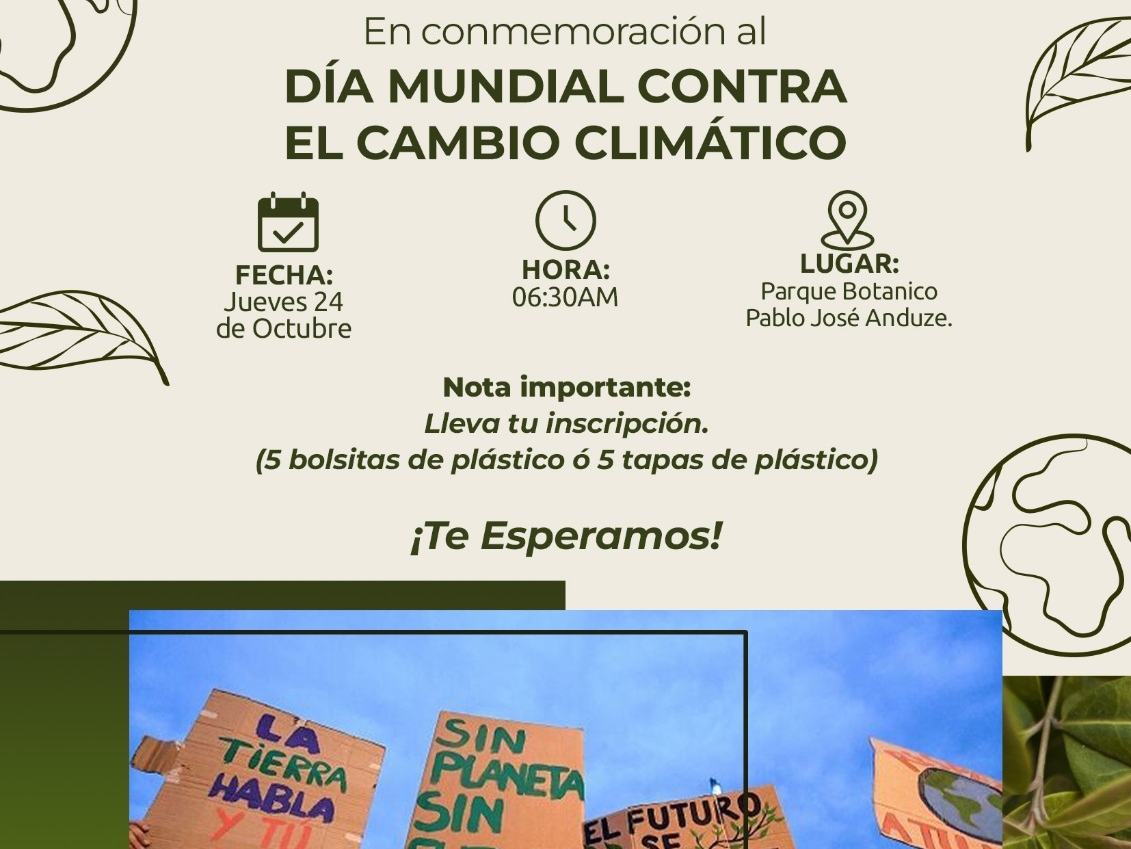 En conmemoración al
DÍA MUNDIAL CONTRA
EL CAMBIO CLIMÁTICO
FECHA:
Jueves 24
de Octubre
HORA:
06:30AM
LUGAR:
Parque Botanico
Pablo José Anduze.
Nota importante:
Lleva tu inscripción.
(5 bolsitas de plástico ó 5 tapas de plástico)
¡Te Esperamos!
LA
TiERRA
HABLA
Y TÚ
SIN
PLANETA
SIN
EL FUTURO
SE